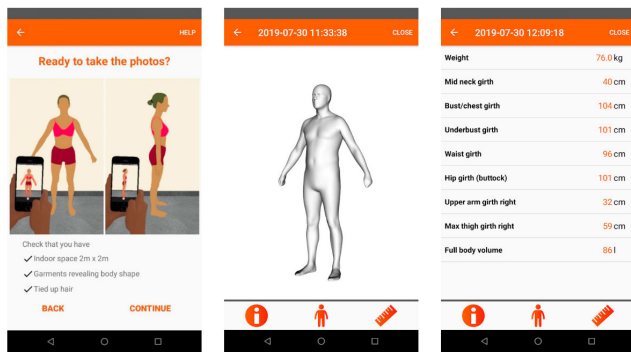 HELP
Ready to take the photos?
Check that you have
Indoor space 2m x 2m
Garments revealing body shape
Tied up hair
BACK CONTINUE
2019-07-30 11:33:38 CLOSE
2019-07-30 12:09:18 CLOSE
Weight 76.0 kg
Mid neck girth 40 cm
Bust/chest girth 104 cm
Underbust girth 101 cm
Waist girth 96 cm
Hip girth (buttock) 101 cm
Upper arm girth right 32 cm
Max thigh girth right 59 cm
Full body volume 86 l